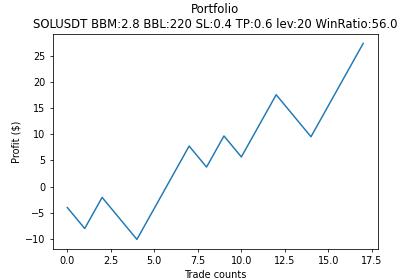 Portfolio
SOLUSDT BBM:2.8 BBL:220 SL:0.4 TP:0.6 lev:20 WinRatio:56.0
25
20
15
10
5
0
−5
−10
Profit ($)
0.0 2.5 5.0 7.5 10.0 12.5 15.0 17.5
Trade counts